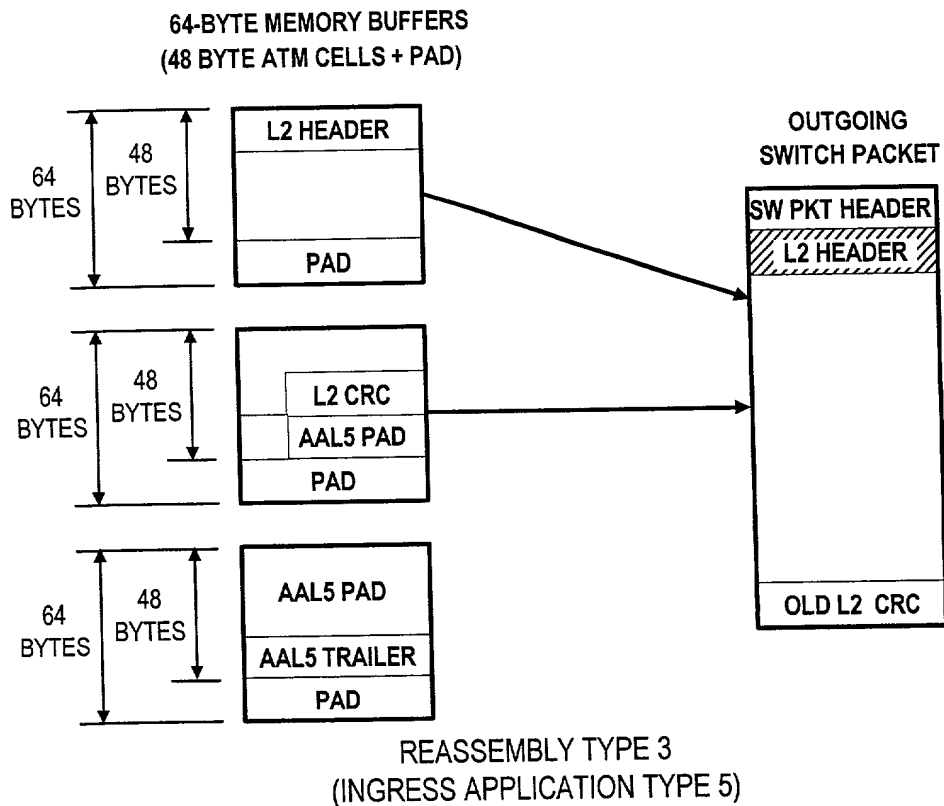 64-BYTE MEMORY BUFFERS
(48 BYTE ATM CELLS + PAD)
64
BYTES
48
BYTES
L2 HEADER
PAD
64
BYTES
48
BYTES
L2 CRC
AAL5 PAD
PAD
64
BYTES
48
BYTES
AAL5 PAD
AAL5 TRAILER
PAD
OUTGOING
SWITCH PACKET
SW PKT HEADER
L2 HEADER
OLD L2 CRC
REASSEMBLY TYPE 3
(INGRESS APPLICATION TYPE 5)